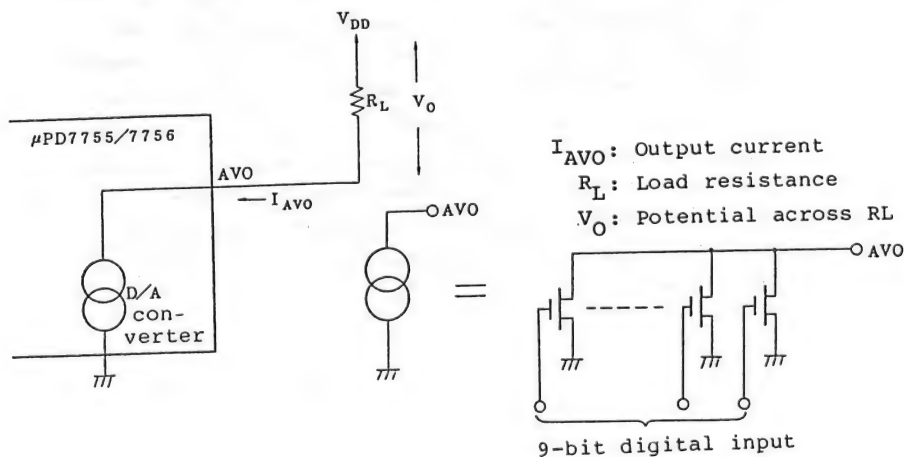 V_DD
R_L
V_O
μPD7755/7756
AVO
I_AVO
D/A
con-
verter
AVO
=
I_AVO: Output current
R_L: Load resistance
V_O: Potential across RL
AVO
9-bit digital input